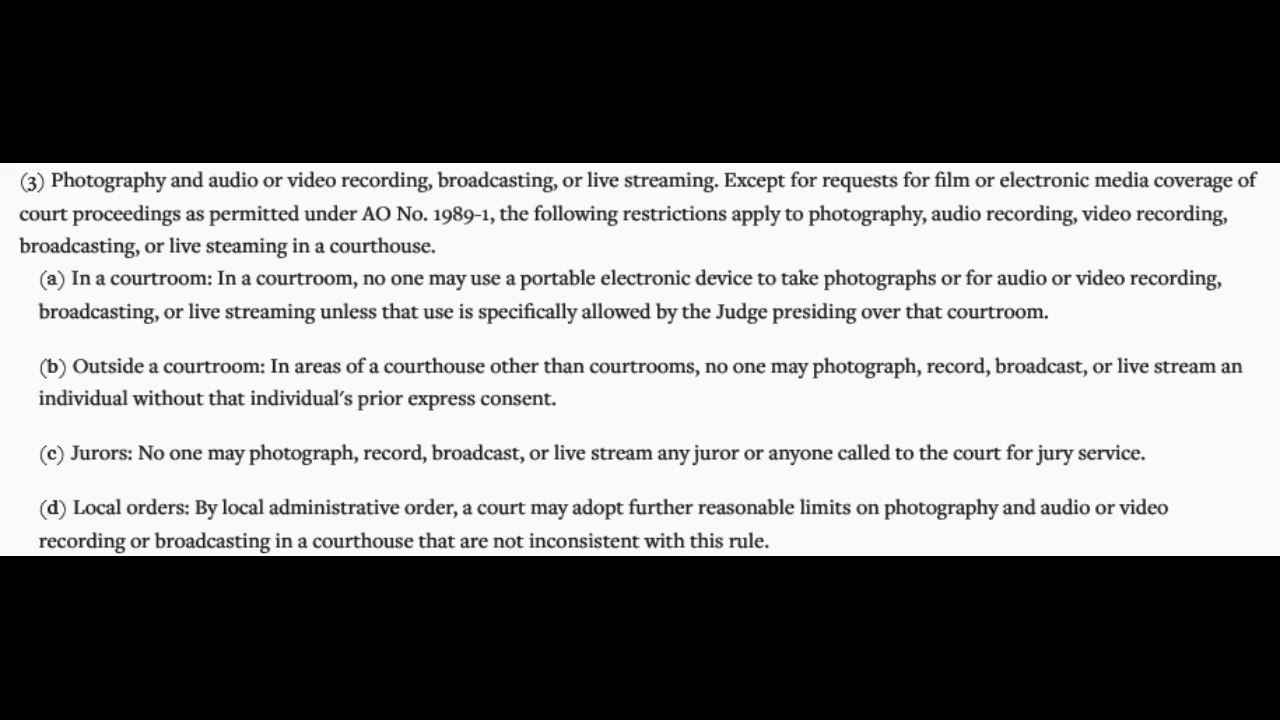 (3) Photography and audio or video recording, broadcasting, or live streaming. Except for requests for film or electronic media coverage of
court proceedings as permitted under AO No. 1989-1, the following restrictions apply to photography, audio recording, video recording,
broadcasting, or live steaming in a courthouse.
(a) In a courtroom: In a courtroom, no one may use a portable electronic device to take photographs or for audio or video recording,
broadcasting, or live streaming unless that use is specifically allowed by the Judge presiding over that courtroom.
(b) Outside a courtroom: In areas of a courthouse other than courtrooms, no one may photograph, record, broadcast, or live stream an
individual without that individual's prior express consent.
(c) Jurors: No one may photograph, record, broadcast, or live stream any juror or anyone called to the court for jury service.
(d) Local orders: By local administrative order, a court may adopt further reasonable limits on photography and audio or video
recording or broadcasting in a courthouse that are not inconsistent with this rule.